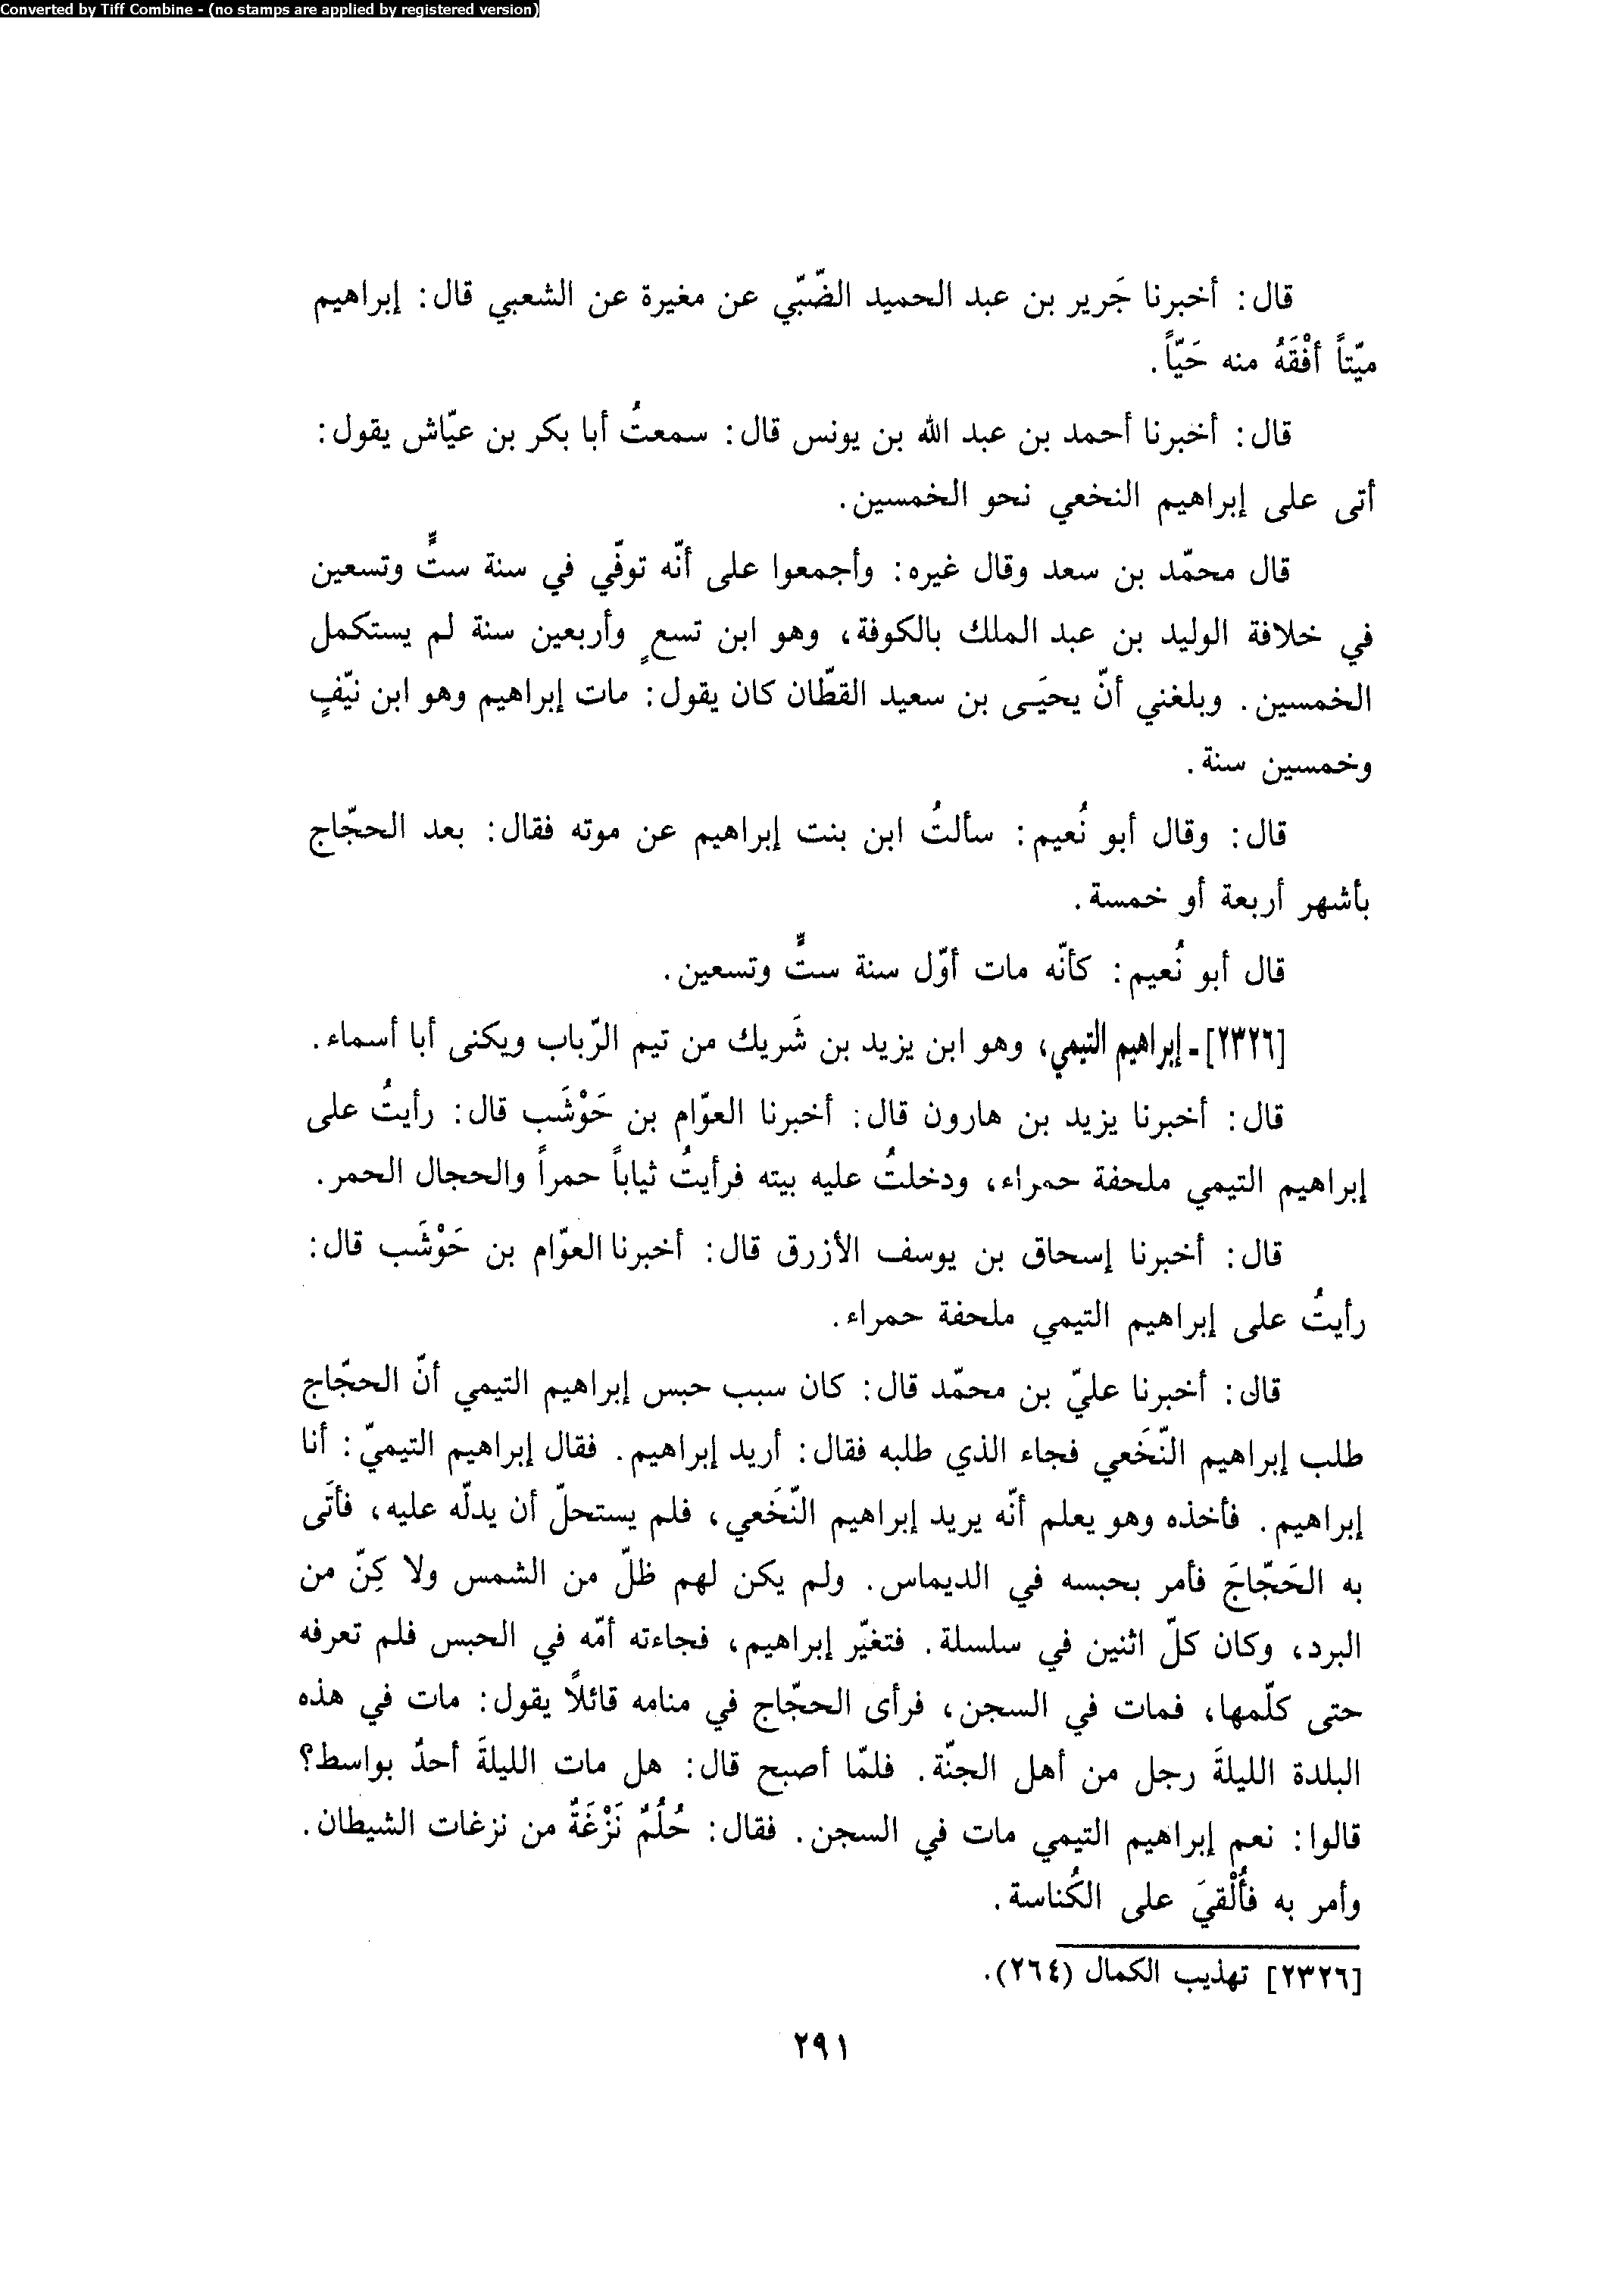 Converted by Tiff Combine - (no stamps are applied by registered version)
قال: أخبرنا جَرير بن عبد الحميد الضّبّي عن مغيرة عن الشعبي قال: إبراهيم
ميّتاً أفْقَهُ منه حَيّاً.
قال: أخبرنا أحمد بن عبد الله بن يونس قال: سمعتُ أبا بكر بن عيّاش يقول:
أتى على إبراهيم النخعي نحو الخمسين.
قال محمّد بن سعد وقال غيره: وأجمعوا على أنّه توفّي في سنة ستٍّ وتسعين
في خلافة الوليد بن عبد الملك بالكوفة، وهو ابن تسعٍ وأربعين سنة لم يستكمل
الخمسين. وبلغني أنّ يحيَى بن سعيد القطّان كان يقول: مات إبراهيم وهو ابن نيّفٍ
وخمسين سنة.
قال: وقال أبو نُعيم: سألتُ ابن بنت إبراهيم عن موته فقال: بعد الحجّاج
بأشهر أربعة أو خمسة.
قال أبو نُعيم: كأنّه مات أوّل سنة ستٍّ وتسعين.
[٢٣٢٦]ـ إبراهيم التيمي، وهو ابن يزيد بن شَريك من تيم الرّباب ويكنى أبا أسماء.
قال: أخبرنا يزيد بن هارون قال: أخبرنا العوّام بن حَوْشَب قال: رأيتُ على
إبراهيم التيمي ملحفة حمراء، ودخلتُ عليه بيته فرأيتُ ثياباً حمراً والحجال الحمر.
قال: أخبرنا إسحاق بن يوسف الأزرق قال: أخبرنا العوّام بن حَوْشَب قال:
رأيتُ على إبراهيم التيمي ملحفة حمراء.
قال: أخبرنا عليّ بن محمّد قال: كان سبب حبس إبراهيم التيمي أنّ الحجّاج
طلب إبراهيم النّخَعي فجاء الذي طلبه فقال: أريد إبراهيم. فقال إبراهيم التيميّ: أنا
إبراهيم. فأخذه وهو يعلم أنّه يريد إبراهيم النّخَعي، فلم يستحلّ أن يدلّه عليه، فأتَى
به الحَجّاجَ فأمر بحبسه في الديماس. ولم يكن لهم ظلّ من الشمس ولا كِنّ من
البرد، وكان كلّ اثنين في سلسلة. فتغيّر إبراهيم، فجاءته أمّه في الحبس فلم تعرفه
حتى كلّمها، فمات في السجن، فرأى الحجّاج في منامه قائلاً يقول: مات في هذه
البلدة الليلةَ رجل من أهل الجنّة. فلمّا أصبح قال: هل مات الليلةَ أحدٌ بواسط؟
قالوا: نعم إبراهيم التيمي مات في السجن. فقال: حُلُمٌ نَزْغَةٌ من نزغات الشيطان.
وأمر به فأُلْقيَ على الكُناسة.
[٢٣٢٦] تهذيب الكمال (٢٦٤).
٢٩١